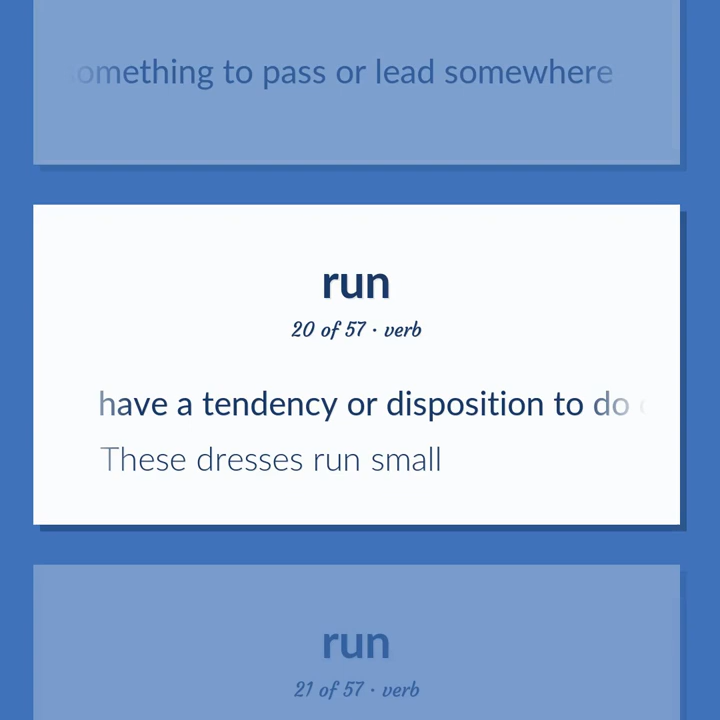 omething to pass or lead somewhere
run
20 of 57 · verb
have a tendency or disposition to do
These dresses run small
run
21 of 57 · verb